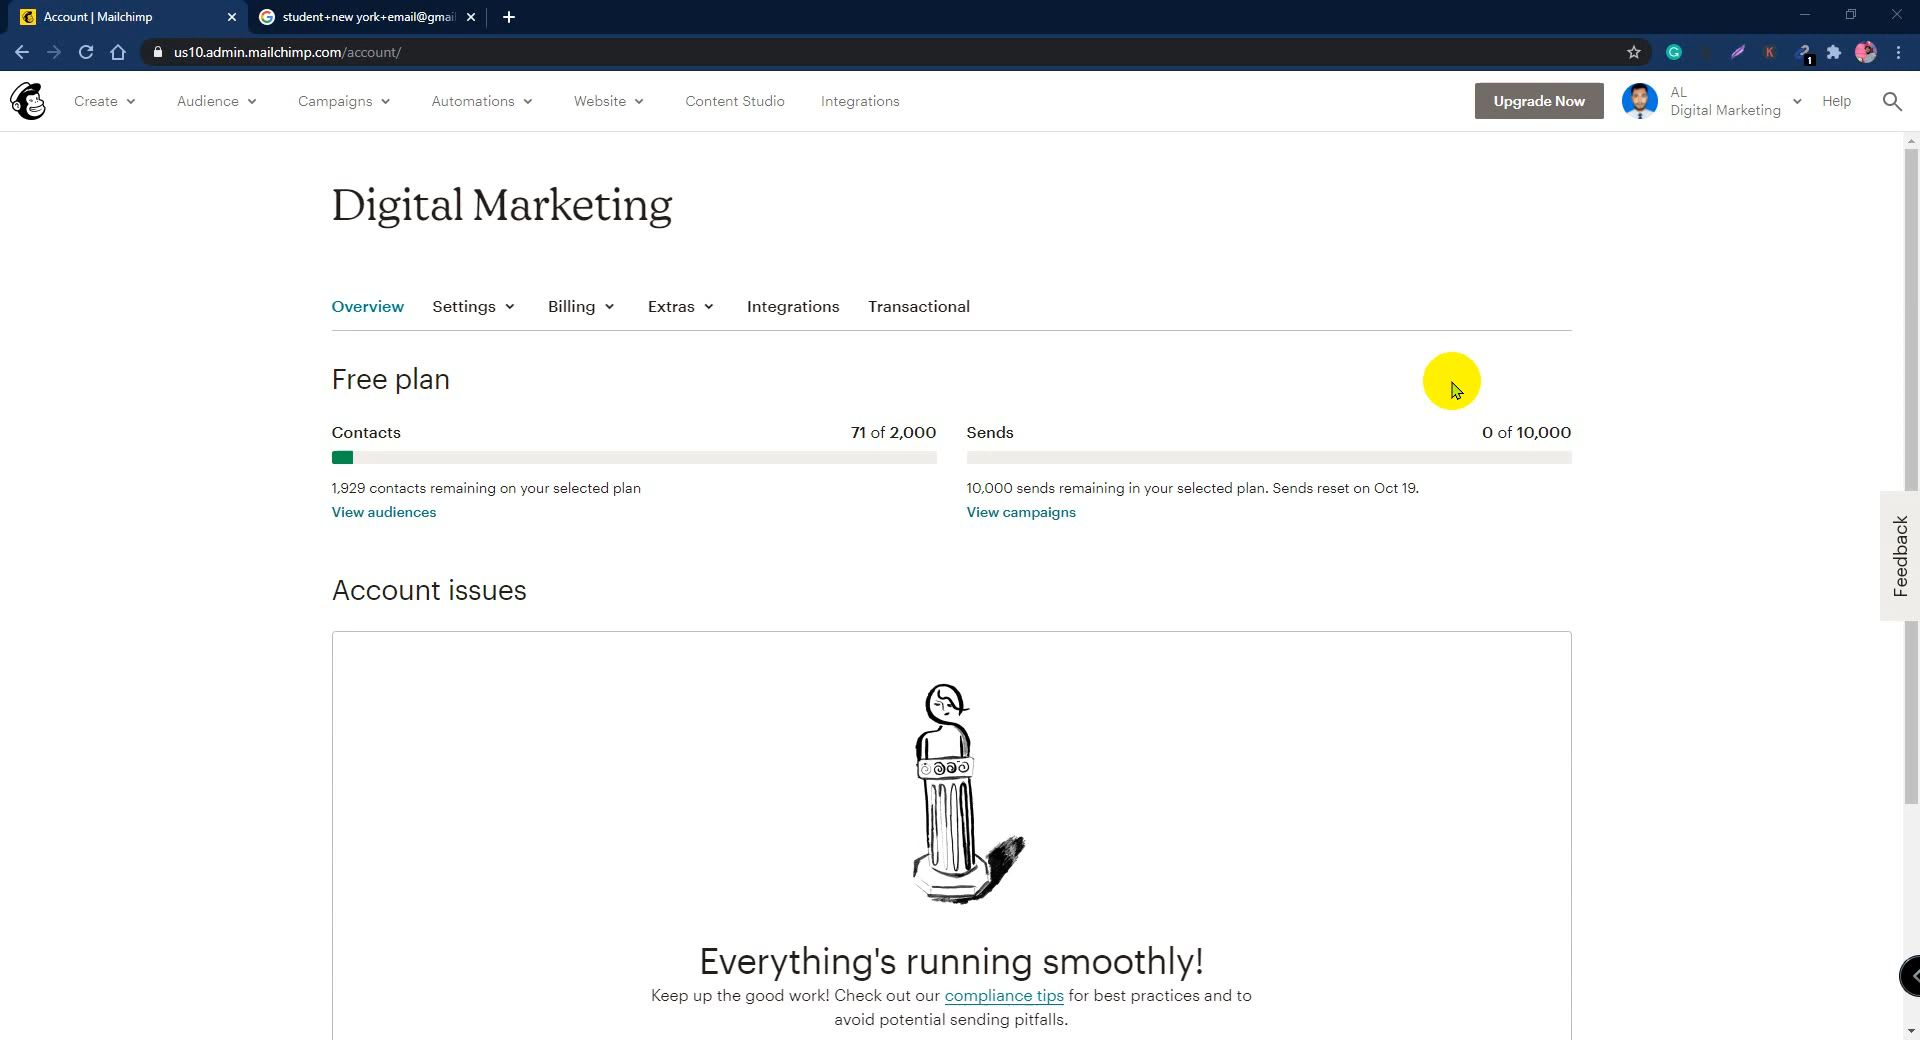 Account | Mailchimp
student+new york+email@gmai
us10.admin.mailchimp.com/account/
K
1
Create
Audience
Campaigns
Automations
Website
Content Studio
Integrations
Upgrade Now
AL
Digital Marketing
Help
Digital Marketing
Overview
Settings
Billing
Extras
Integrations
Transactional
Free plan
Contacts
71 of 2,000
Sends
0 of 10,000
1,929 contacts remaining on your selected plan
10,000 sends remaining in your selected plan. Sends reset on Oct 19.
View audiences
View campaigns
Feedback
Account issues
Everything's running smoothly!
Keep up the good work! Check out our compliance tips for best practices and to
avoid potential sending pitfalls.